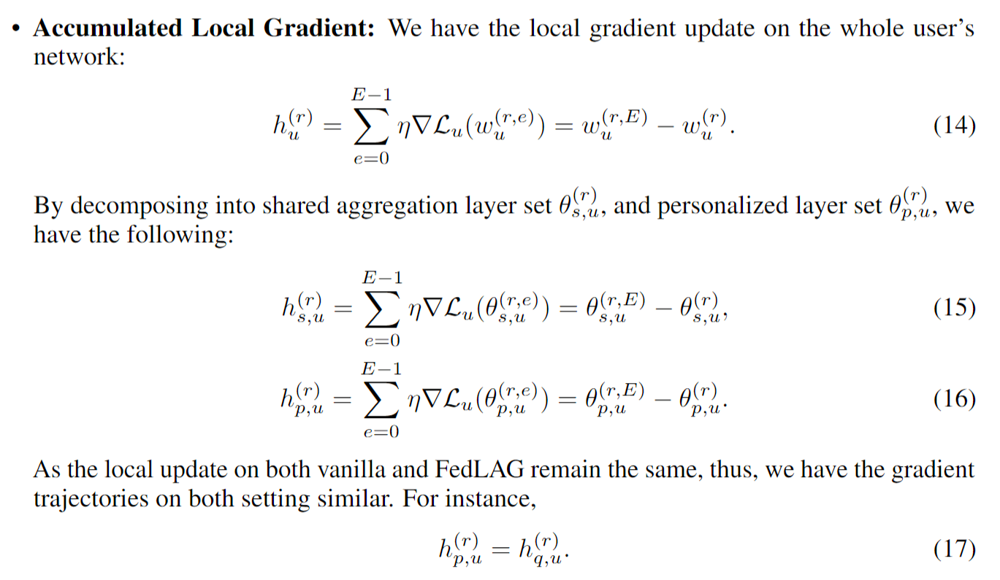 • Accumulated Local Gradient: We have the local gradient update on the whole user's
network:
$h_u^{(r)} = \sum_{e=0}^{E-1} \eta \nabla \mathcal{L}_u(w_u^{(r,e)}) = w_u^{(r,E)} - w_u^{(r)}.$ (14)
By decomposing into shared aggregation layer set $\theta_{s,u}^{(r)}$, and personalized layer set $\theta_{p,u}^{(r)}$, we
have the following:
$h_{s,u}^{(r)} = \sum_{e=0}^{E-1} \eta \nabla \mathcal{L}_u(\theta_{s,u}^{(r,e)}) = \theta_{s,u}^{(r,E)} - \theta_{s,u}^{(r)},$ (15)
$h_{p,u}^{(r)} = \sum_{e=0}^{E-1} \eta \nabla \mathcal{L}_u(\theta_{p,u}^{(r,e)}) = \theta_{p,u}^{(r,E)} - \theta_{p,u}^{(r)}.$ (16)
As the local update on both vanilla and FedLAG remain the same, thus, we have the gradient
trajectories on both setting similar. For instance,
$h_{p,u}^{(r)} = h_{q,u}^{(r)}.$ (17)